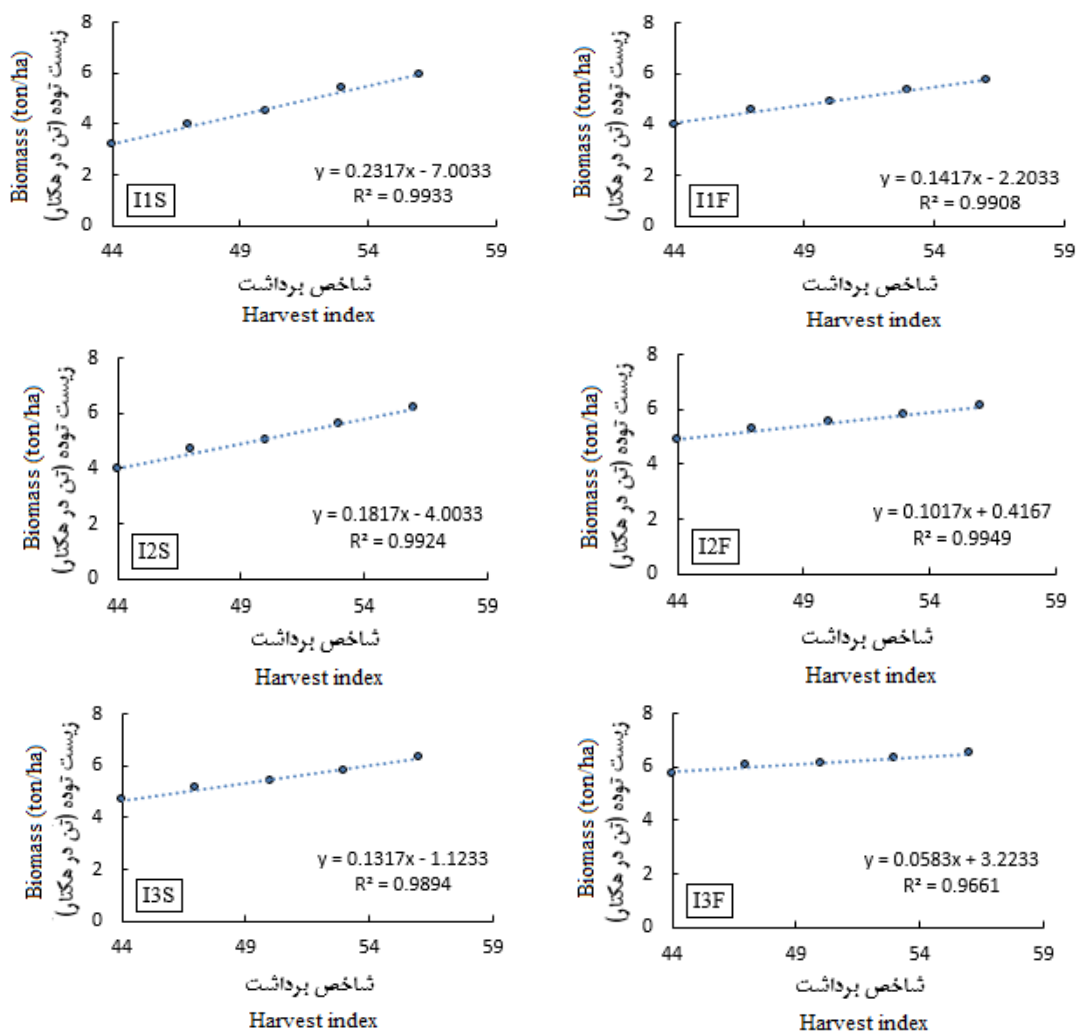 Biomass (ton/ha)
زیست توده (تن در هکتار)
8
6
4
2
0
y = 0.2317x - 7.0033
R² = 0.9933
I1S
44
49
54
59
شاخص برداشت
Harvest index
Biomass (ton/ha)
زیست توده (تن در هکتار)
8
6
4
2
0
y = 0.1417x - 2.2033
R² = 0.9908
I1F
44
49
54
59
شاخص برداشت
Harvest index
Biomass (ton/ha)
زیست توده (تن در هکتار)
8
6
4
2
0
y = 0.1817x - 4.0033
R² = 0.9924
I2S
44
49
54
59
شاخص برداشت
Harvest index
Biomass (ton/ha)
زیست توده (تن در هکتار)
8
6
4
2
0
y = 0.1017x + 0.4167
R² = 0.9949
I2F
44
49
54
59
شاخص برداشت
Harvest index
Biomass (ton/ha)
زیست توده (تن در هکتار)
8
6
4
2
0
y = 0.1317x - 1.1233
R² = 0.9894
I3S
44
49
54
59
شاخص برداشت
Harvest index
Biomass (ton/ha)
زیست توده (تن در هکتار)
8
6
4
2
0
y = 0.0583x + 3.2233
R² = 0.9661
I3F
44
49
54
59
شاخص برداشت
Harvest index